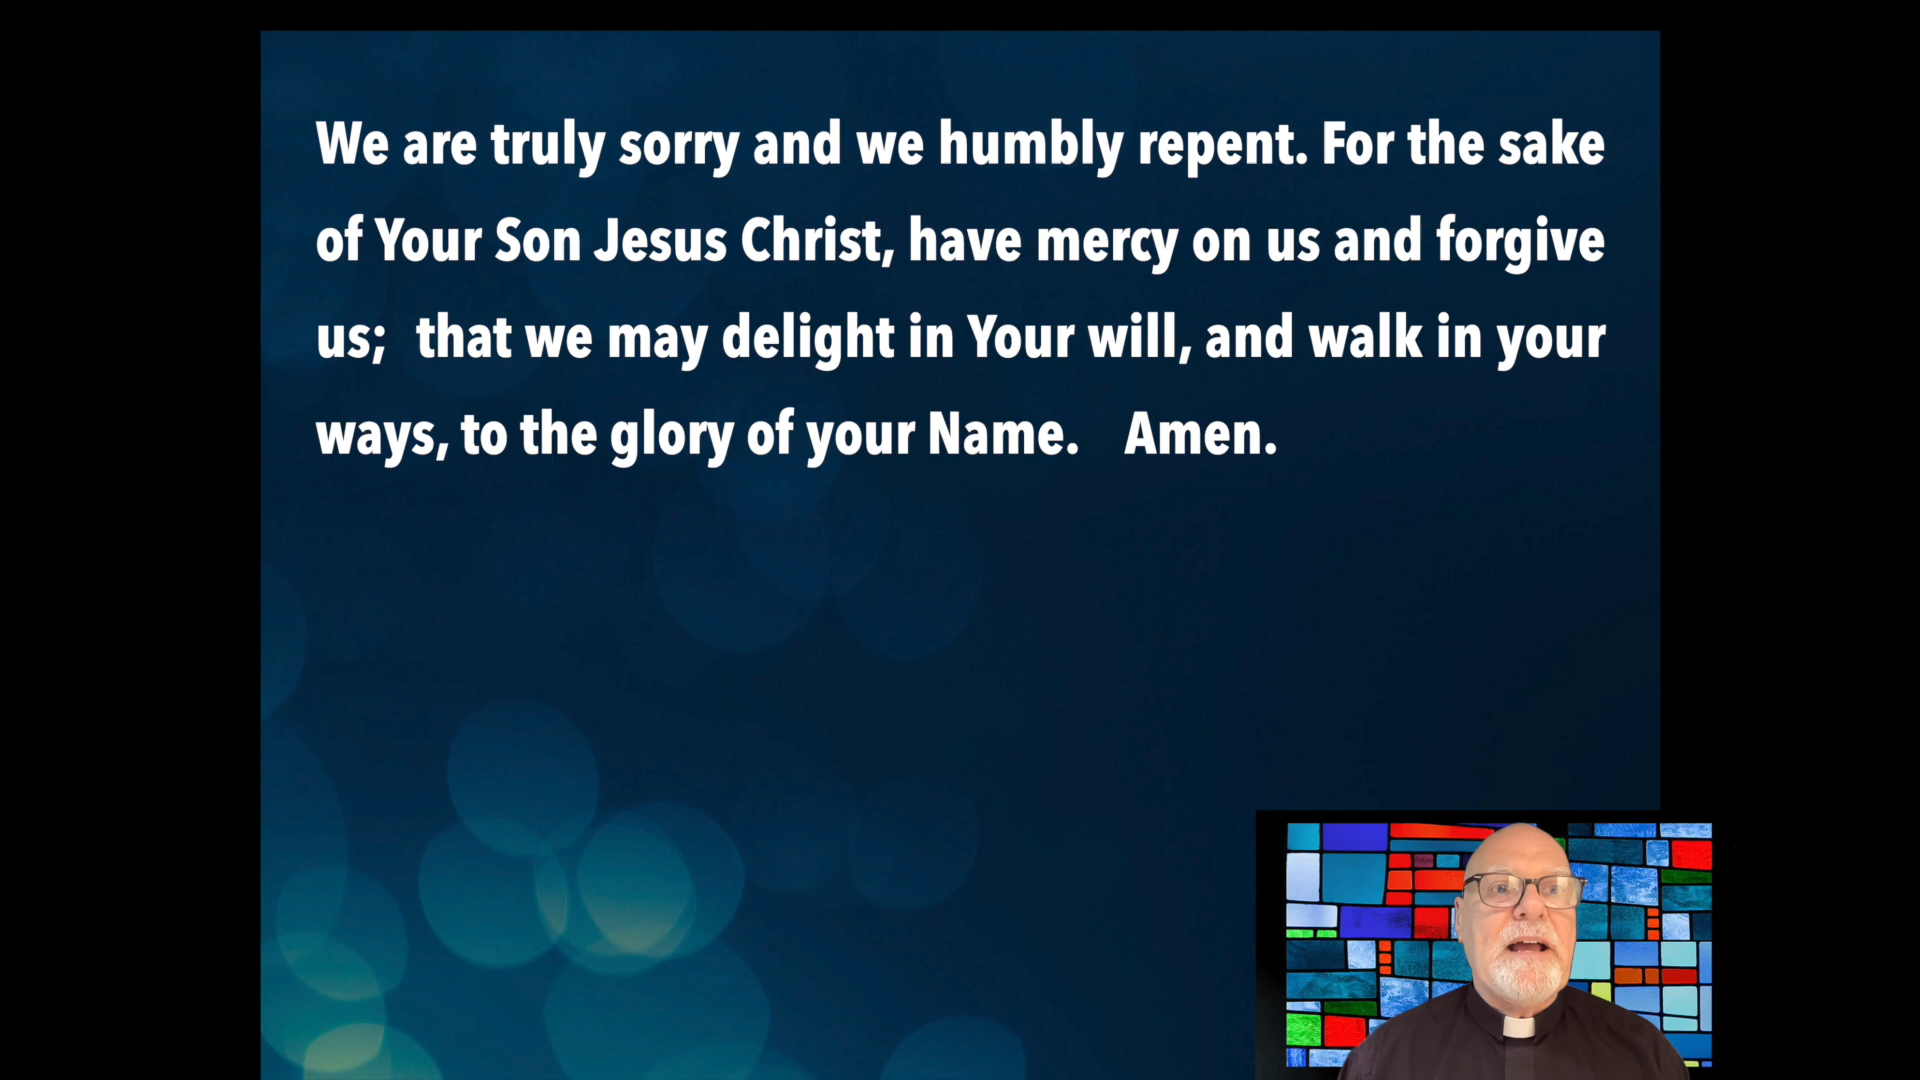 We are truly sorry and we humbly repent. For the sake
of Your Son Jesus Christ, have mercy on us and forgive
us;  that we may delight in Your will, and walk in your
ways, to the glory of your Name.    Amen.